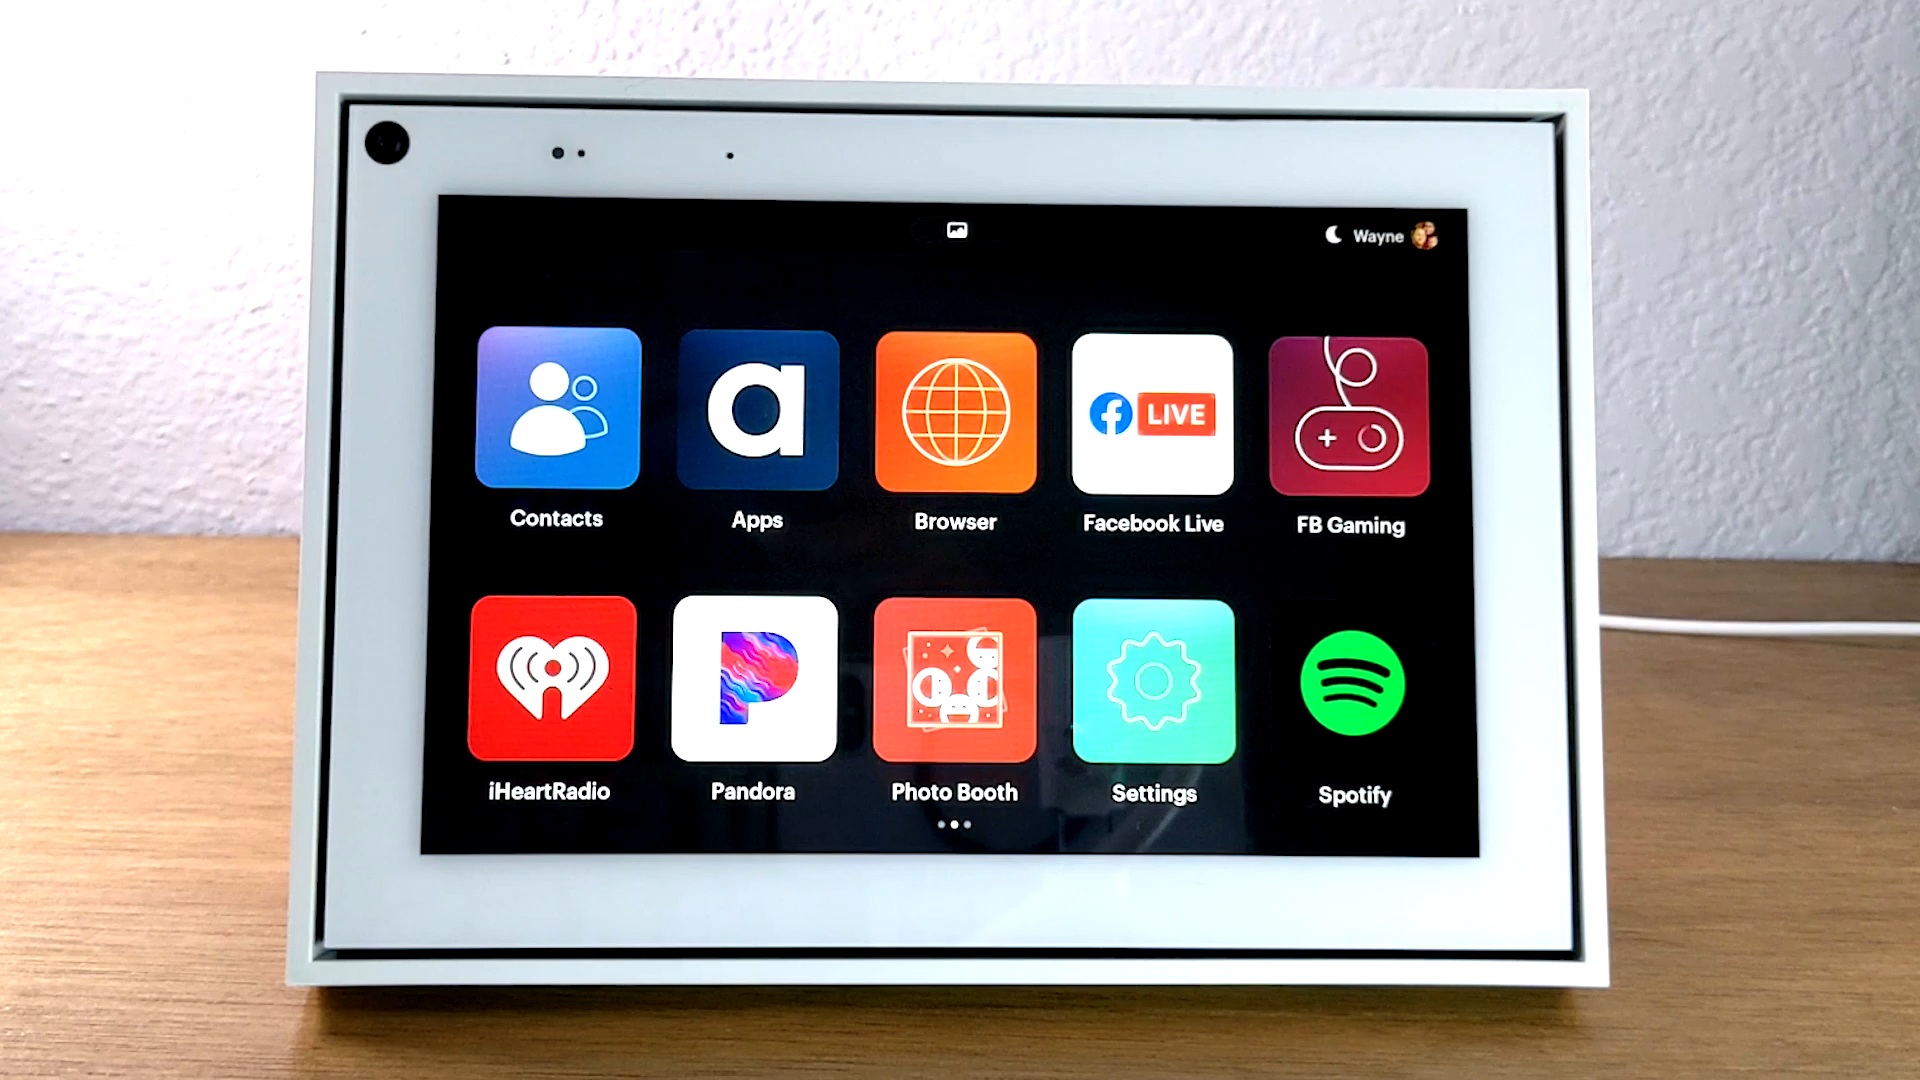 Wayne
a
LIVE
Contacts
Apps
Browser
Facebook Live
FB Gaming
P
iHeartRadio
Pandora
Photo Booth
Settings
Spotify